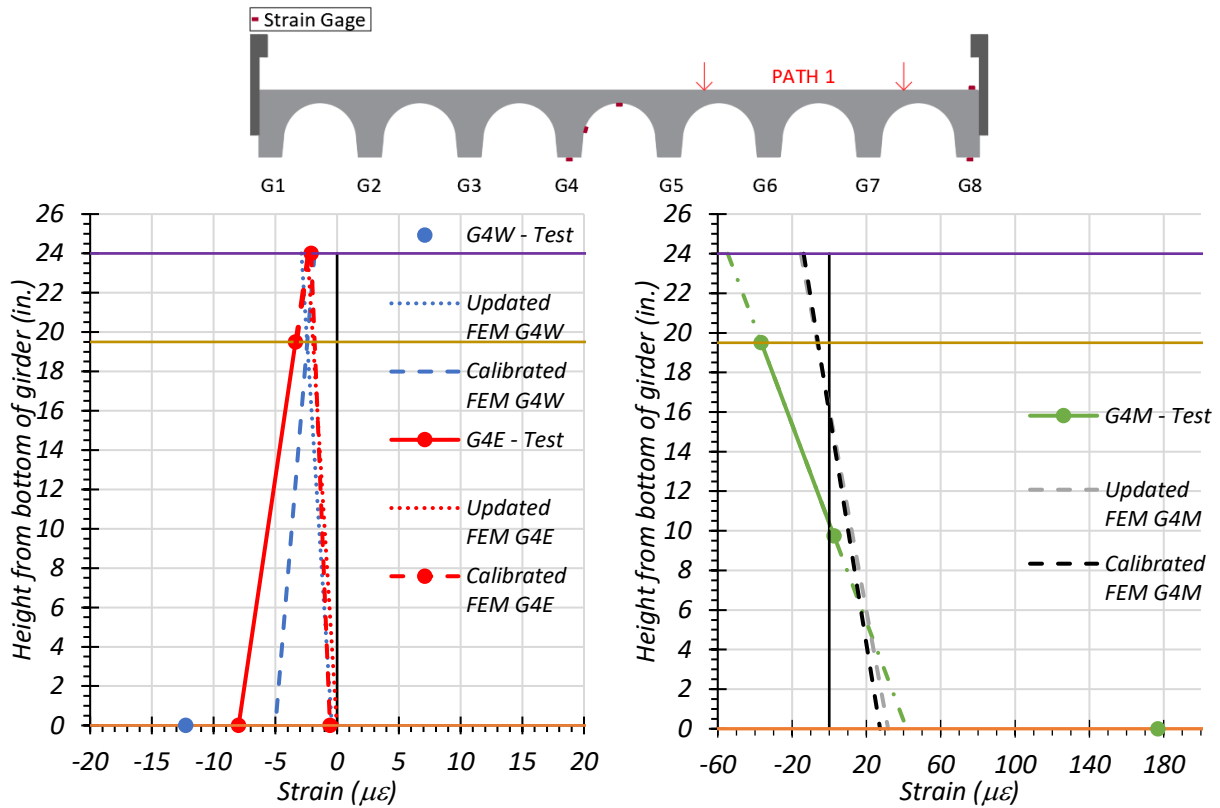 Strain Gage
PATH 1
G1 G2 G3 G4 G5 G6 G7 G8
Height from bottom of girder (in.)
26
24
22
20
18
16
14
12
10
8
6
4
2
0
-20 -15 -10 -5 0 5 10 15 20
Strain (με)
G4W - Test
Updated
FEM G4W
Calibrated
FEM G4W
G4E - Test
Updated
FEM G4E
Calibrated
FEM G4E
Height from bottom of girder (in.)
26
24
22
20
18
16
14
12
10
8
6
4
2
0
-60 -20 20 60 100 140 180
Strain (με)
G4M - Test
Updated
FEM G4M
Calibrated
FEM G4M